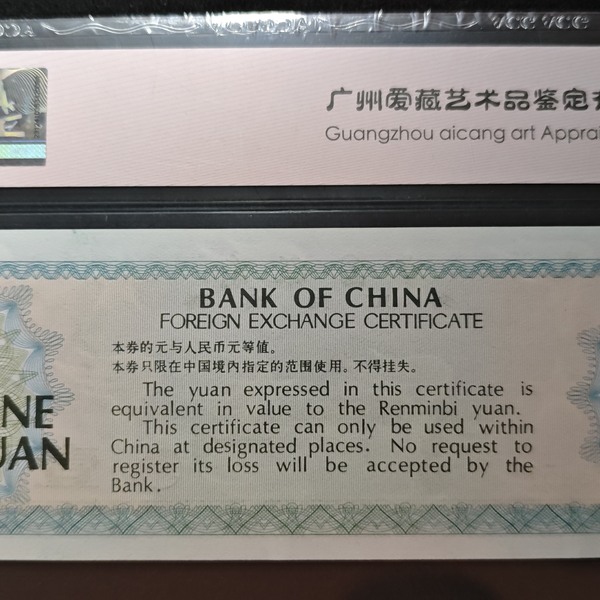 广州爱藏艺术品鉴定
Guangzhou aicang art Apprai
BANK OF CHINA
FOREIGN EXCHANGE CERTIFICATE
本券的元与人民币元等值。
本券只限在中国境内指定的范围使用。不得挂失。
The yuan expressed in this certificate is
equivalent in value to the Renminbi yuan.
This certificate can only be used within
China at designated places. No request to
register its loss will be accepted by the
Bank.
NE
UAN